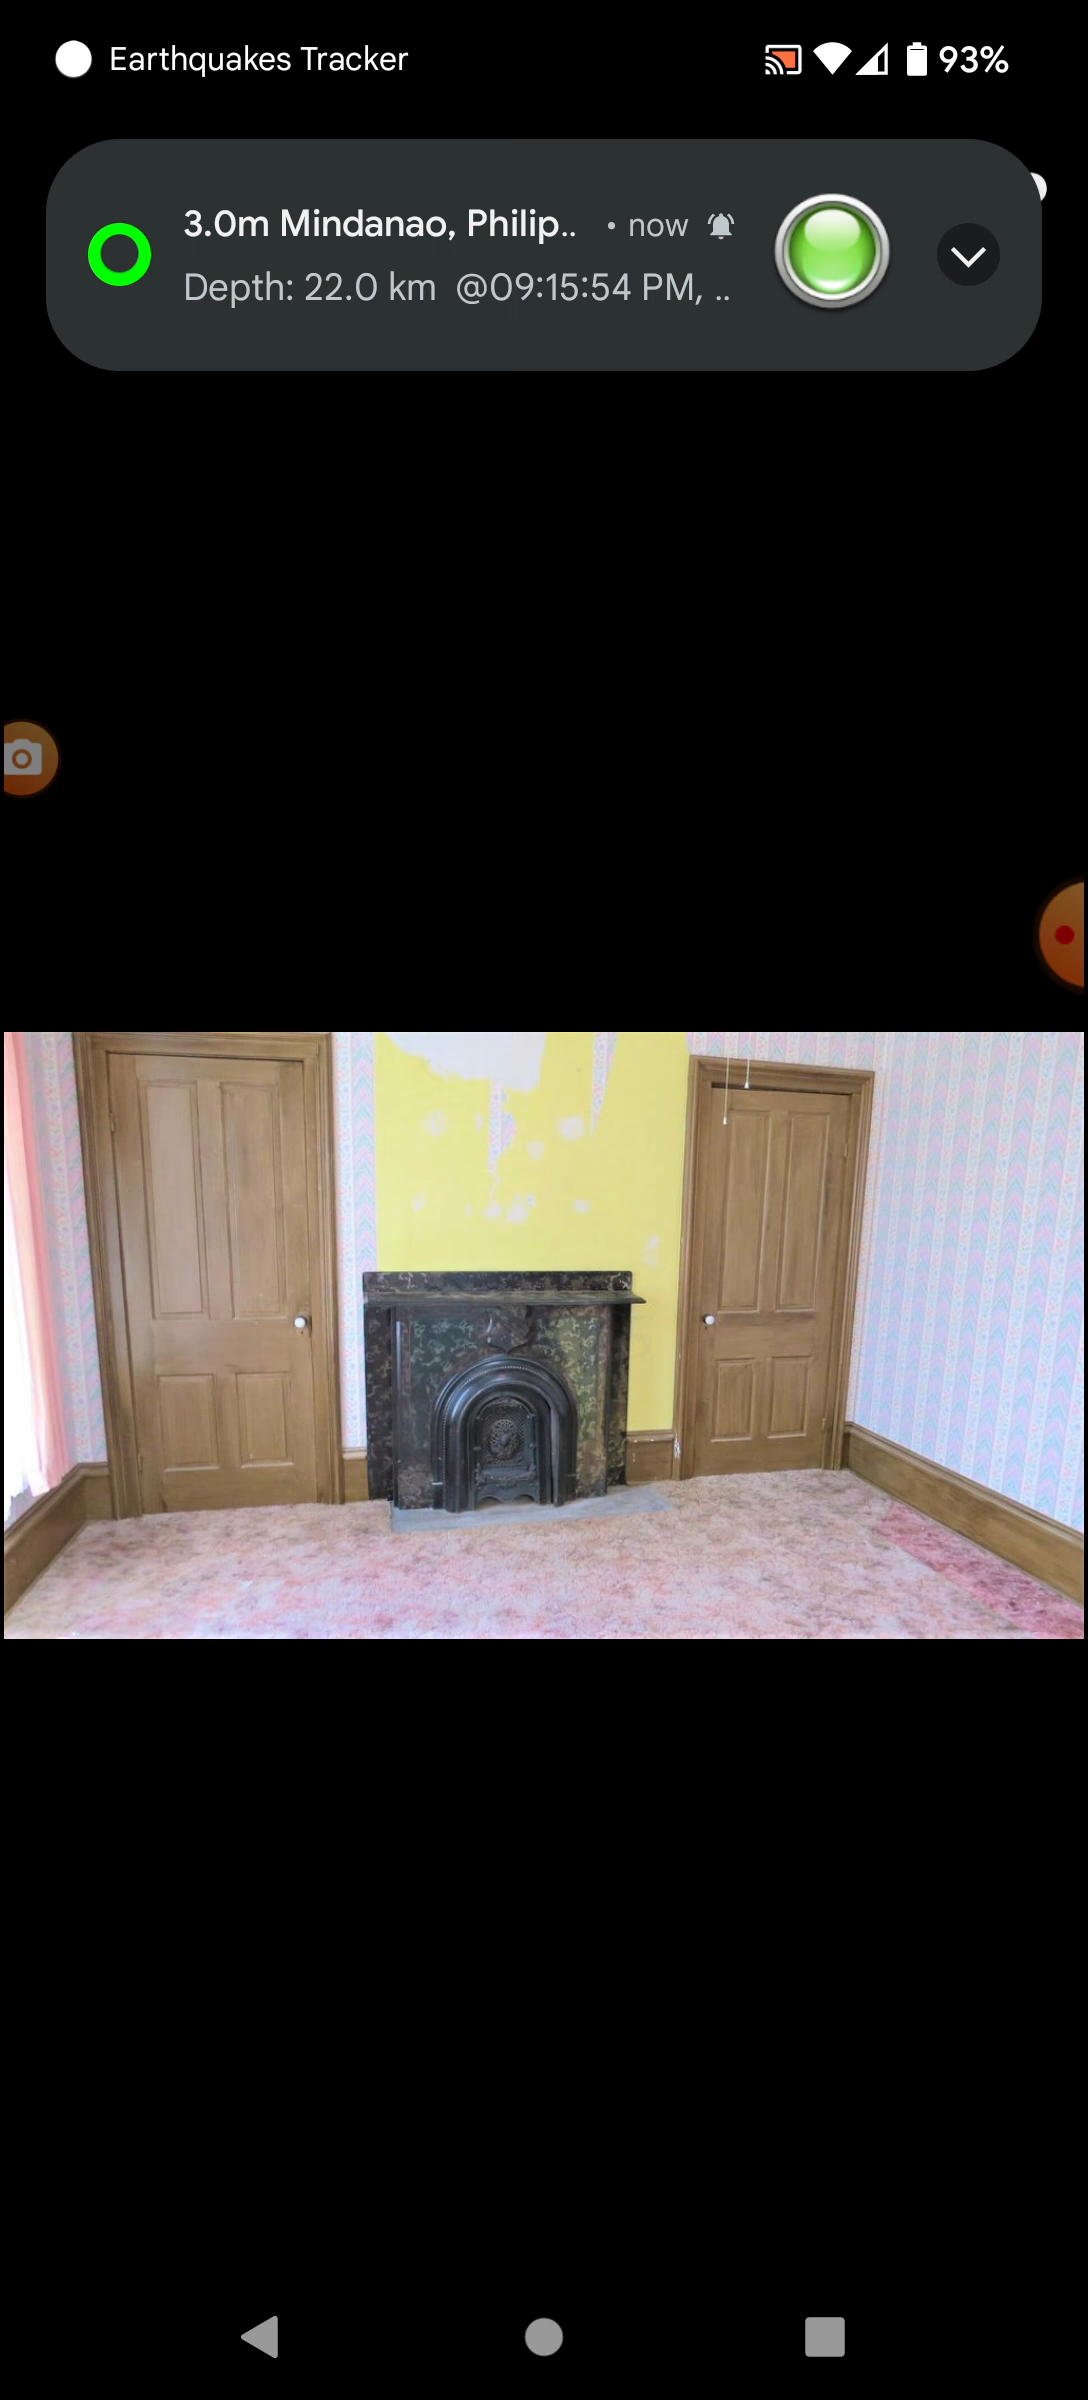 Earthquakes Tracker
93%
3.0m Mindanao, Philip.. • now
Depth: 22.0 km @09:15:54 PM, ..